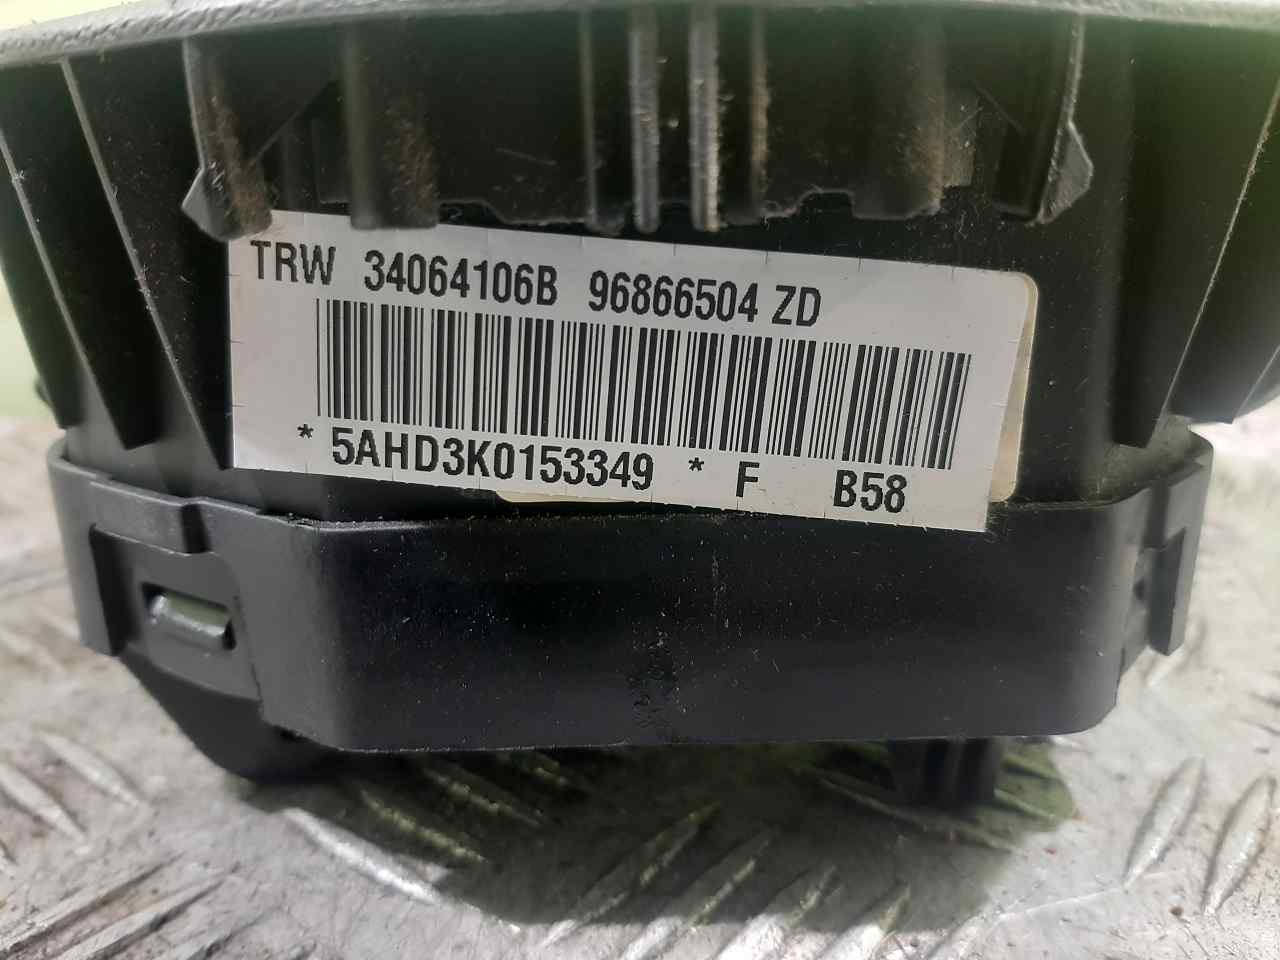 TRW 34064106B 96866504 ZD
* 5AHD3K0153349 * F B58